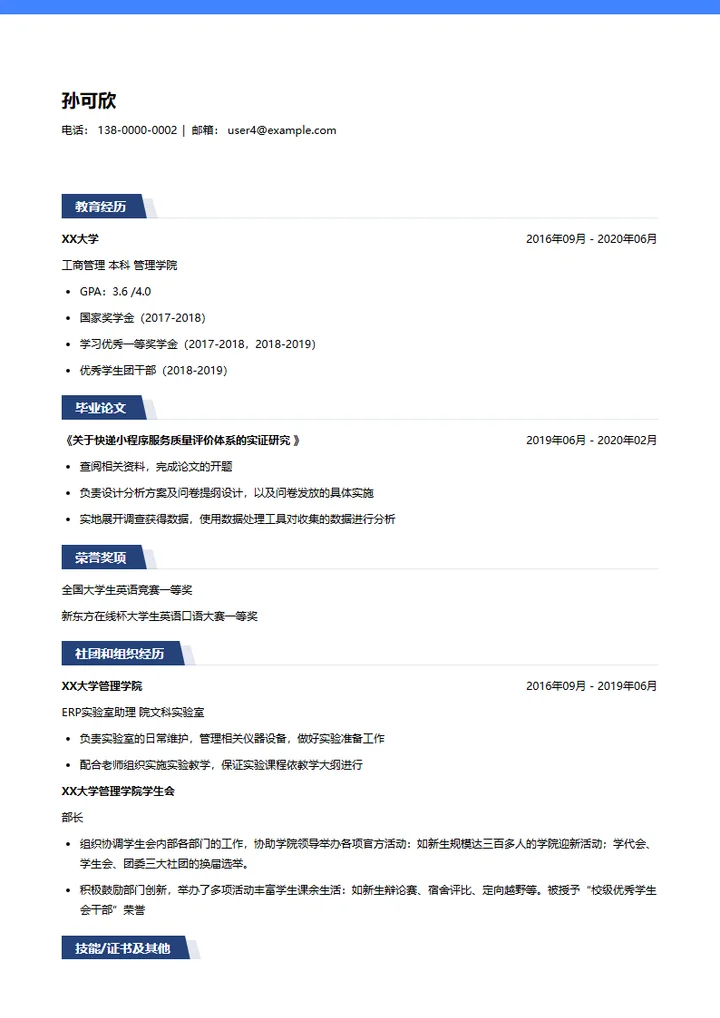 孙可欣
电话： 138-0000-0002 | 邮箱： user4@example.com
教育经历
XX大学 2016年09月 - 2020年06月
工商管理 本科 管理学院
• GPA：3.6 /4.0
• 国家奖学金（2017-2018）
• 学习优秀一等奖学金（2017-2018，2018-2019）
• 优秀学生团干部（2018-2019）
毕业论文
《关于快递小程序服务质量评价体系的实证研究 》 2019年06月 - 2020年02月
• 查阅相关资料，完成论文的开题
• 负责设计分析方案及问卷提纲设计，以及问卷发放的具体实施
• 实地展开调查获得数据，使用数据处理工具对收集的数据进行分析
荣誉奖项
全国大学生英语竞赛一等奖
新东方在线杯大学生英语口语大赛一等奖
社团和组织经历
XX大学管理学院 2016年09月 - 2019年06月
ERP实验室助理 院文科实验室
• 负责实验室的日常维护，管理相关仪器设备，做好实验准备工作
• 配合老师组织实施实验教学，保证实验课程依教学大纲进行
XX大学管理学院学生会
部长
• 组织协调学生会内部各部门的工作，协助学院领导举办各项官方活动：如新生规模达三百多人的学院迎新活动；学代会、
学生会、团委三大社团的换届选举。
• 积极鼓励部门创新，举办了多项活动丰富学生课余生活：如新生辩论赛、宿舍评比、定向越野等。被授予“校级优秀学生
会干部”荣誉
技能/证书及其他